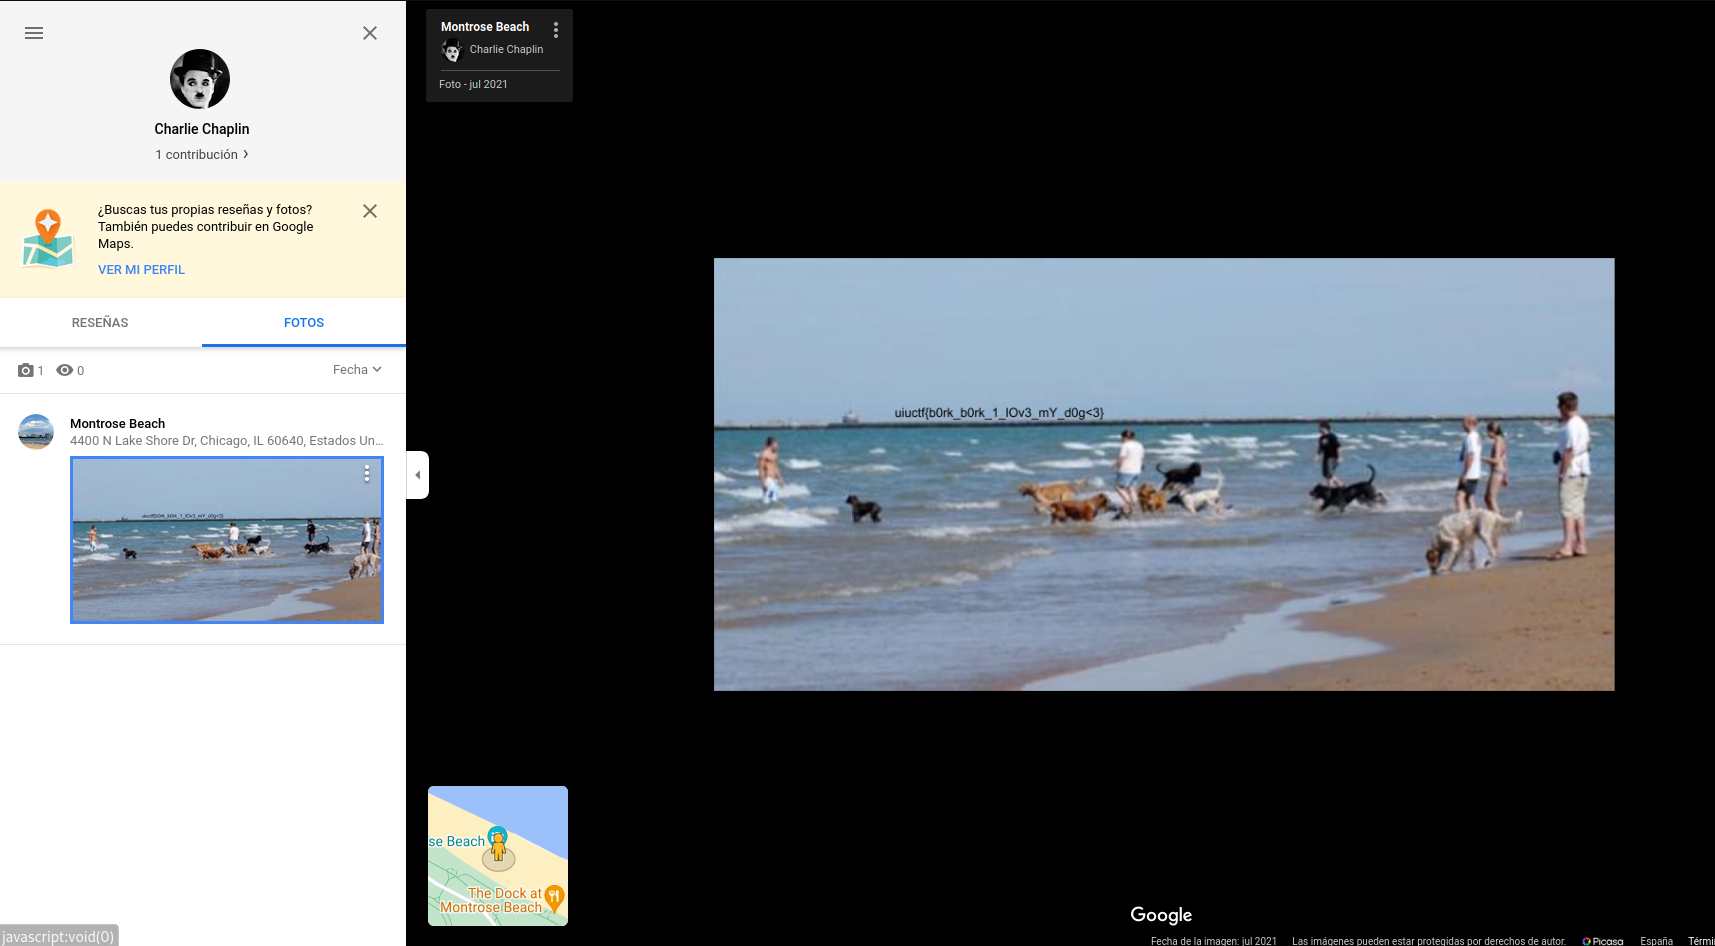 Charlie Chaplin
1 contribución
¿Buscas tus propias reseñas y fotos?
También puedes contribuir en Google
Maps.
VER MI PERFIL
RESEÑAS
FOTOS
1
0
Fecha
Montrose Beach
4400 N Lake Shore Dr, Chicago, IL 60640, Estados Un...
uiuctf{b0rk_b0rk_1_lOv3_mY_d0g<3}
javascript:void(0)
Montrose Beach
Charlie Chaplin
Foto - jul 2021
uiuctf{b0rk_b0rk_1_lOv3_mY_d0g<3}
se Beach
The Dock at
Montrose Beach
Google
Fecha de la imagen: jul 2021
Las imágenes pueden estar protegidas por derechos de autor.
Picasa
España
Térmi